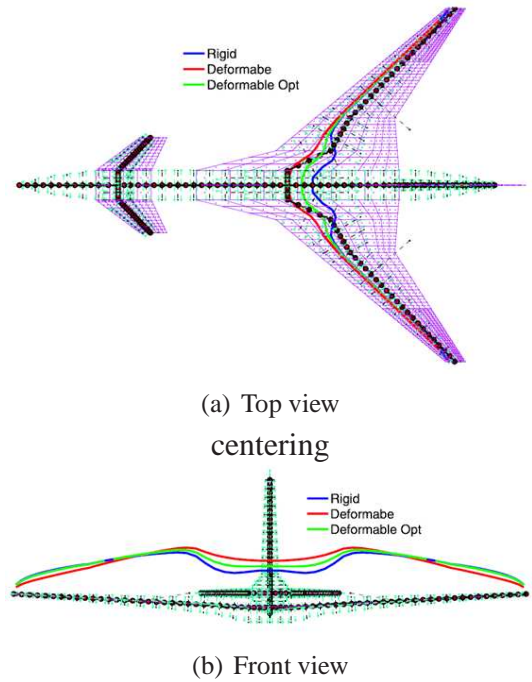 Rigid
Deformabe
Deformable Opt
(a) Top view
centering
Rigid
Deformabe
Deformable Opt
(b) Front view